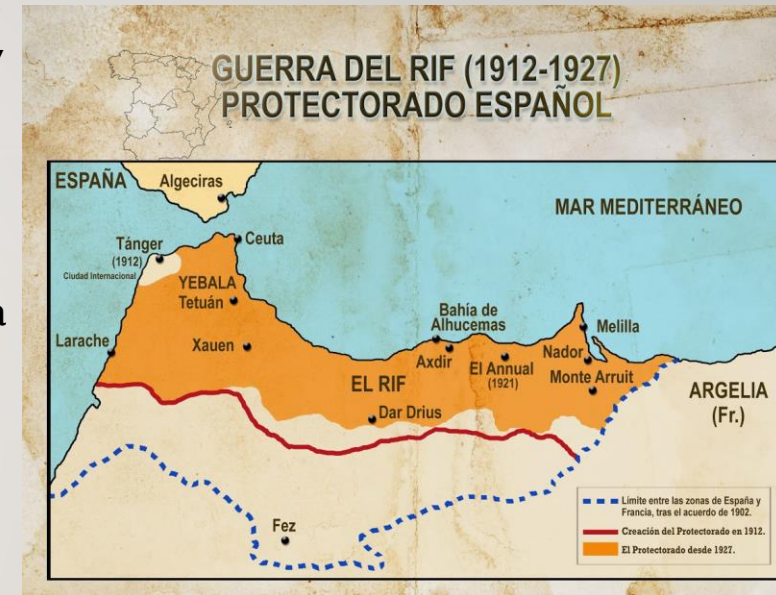 y
a
GUERRA DEL RIF (1912-1927)
PROTECTORADO ESPAÑOL
ESPAÑA
Algeciras
MAR MEDITERRÁNEO
Tánger
(1912)
Ciudad Internacional
Ceuta
YEBALA
Tetuán
Larache
Xauen
Bahía de
Alhucemas
Axdir
El Annual
(1921)
Melilla
Nador
Monte Arruit
EL RIF
Dar Drius
ARGELIA
(Fr.)
Fez
Limite entre las zonas de España y
Francia, tras el acuerdo de 1902.
Creación del Protectorado en 1912.
El Protectorado desde 1927.